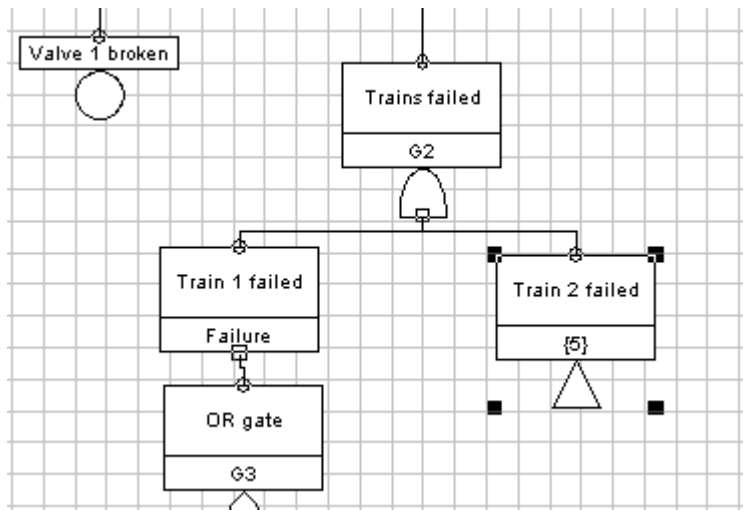 Valve 1 broken
Trains failed
G2
Train 1 failed
Failure
Train 2 failed
{5}
OR gate
G3